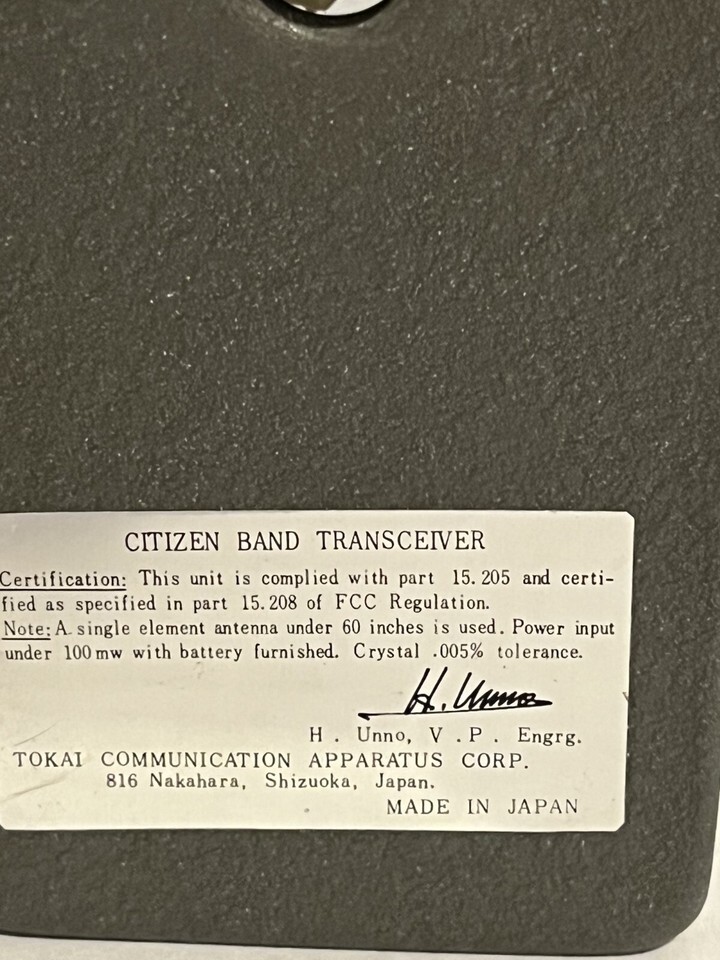 CITIZEN BAND TRANSCEIVER
Certification: This unit is complied with part 15.205 and certi-
fied as specified in part 15.208 of FCC Regulation.
Note: A single element antenna under 60 inches is used. Power input
under 100mw with battery furnished. Crystal .005% tolerance.
H. Unno
H . Unno, V .P . Engrg.
TOKAI COMMUNICATION APPARATUS CORP.
816 Nakahara, Shizuoka, Japan.
MADE IN JAPAN